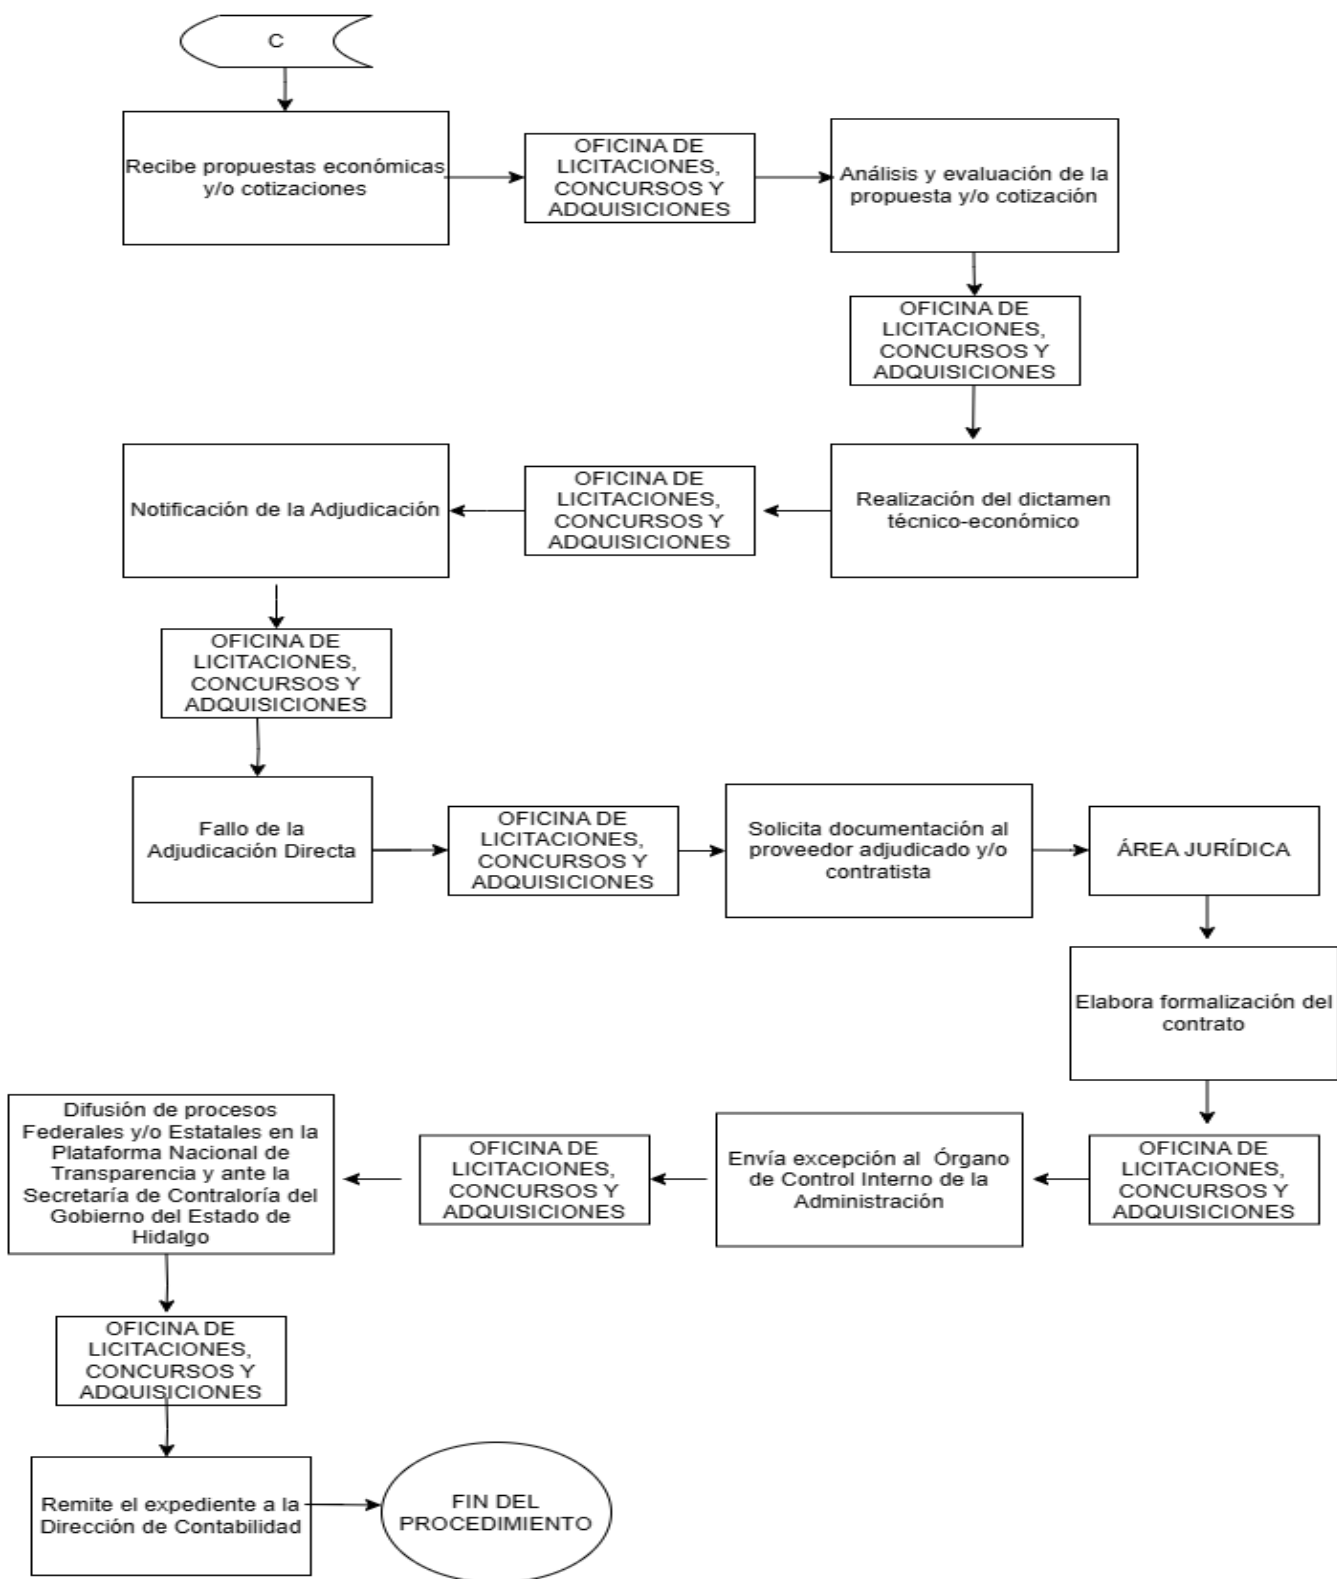 C
Recibe propuestas económicas
y/o cotizaciones
OFICINA DE
LICITACIONES,
CONCURSOS Y
ADQUISICIONES
Análisis y evaluación de la
propuesta y/o cotización
OFICINA DE
LICITACIONES,
CONCURSOS Y
ADQUISICIONES
Realización del dictamen
técnico-económico
OFICINA DE
LICITACIONES,
CONCURSOS Y
ADQUISICIONES
Notificación de la Adjudicación
OFICINA DE
LICITACIONES,
CONCURSOS Y
ADQUISICIONES
Fallo de la
Adjudicación Directa
OFICINA DE
LICITACIONES,
CONCURSOS Y
ADQUISICIONES
Solicita documentación al
proveedor adjudicado y/o
contratista
ÁREA JURÍDICA
Elabora formalización del
contrato
OFICINA DE
LICITACIONES,
CONCURSOS Y
ADQUISICIONES
Envía excepción al Órgano
de Control Interno de la
Administración
OFICINA DE
LICITACIONES,
CONCURSOS Y
ADQUISICIONES
Difusión de procesos
Federales y/o Estatales en la
Plataforma Nacional de
Transparencia y ante la
Secretaría de Contraloría del
Gobierno del Estado de
Hidalgo
OFICINA DE
LICITACIONES,
CONCURSOS Y
ADQUISICIONES
Remite el expediente a la
Dirección de Contabilidad
FIN DEL
PROCEDIMIENTO